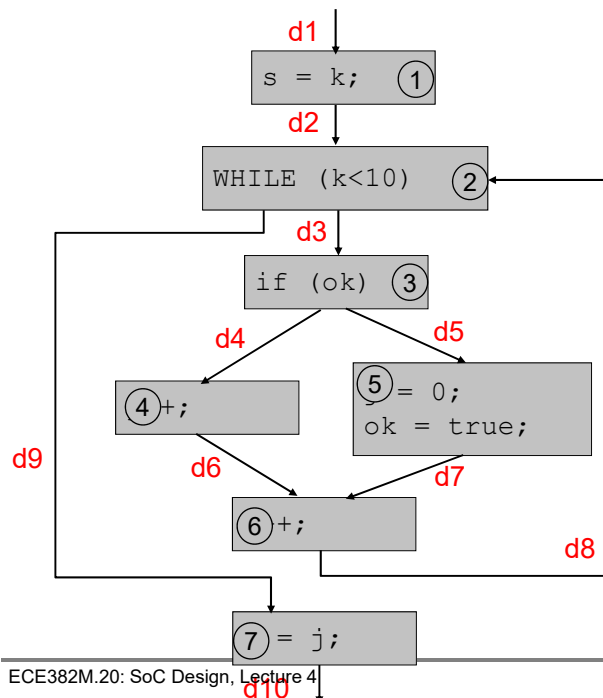 d1
s = k; 1
d2
WHILE (k<10) 2
d3
if (ok) 3
d4 d5
4 +; 5 = 0;
ok = true;
d9 d6 d7
6 +; d8
7 = j;
ECE382M.20: SoC Design, Lecture 4
d10